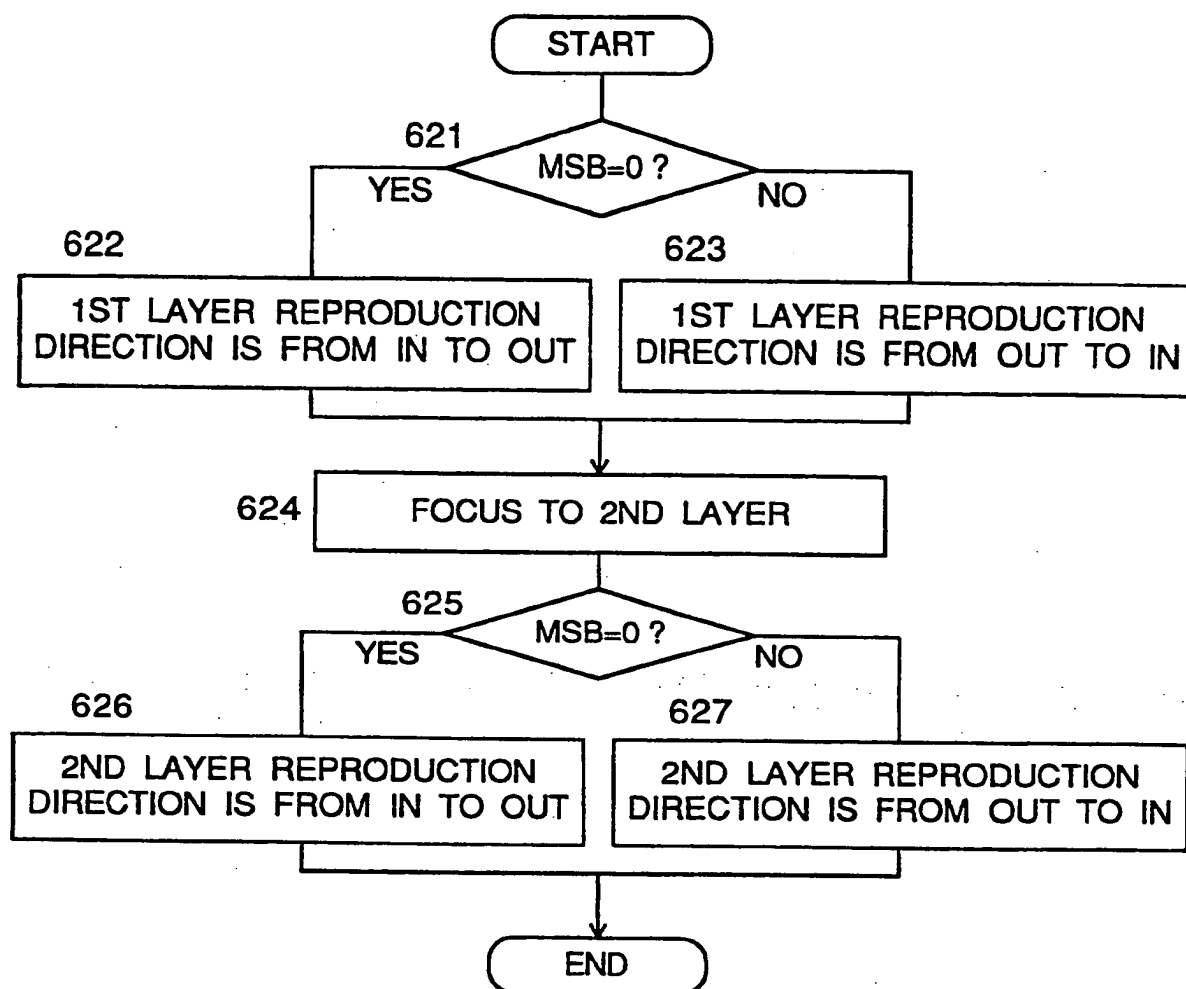 START
621
MSB=0 ?
YES
NO
622
623
1ST LAYER REPRODUCTION
DIRECTION IS FROM IN TO OUT
1ST LAYER REPRODUCTION
DIRECTION IS FROM OUT TO IN
624
FOCUS TO 2ND LAYER
625
MSB=0 ?
YES
NO
626
627
2ND LAYER REPRODUCTION
DIRECTION IS FROM IN TO OUT
2ND LAYER REPRODUCTION
DIRECTION IS FROM OUT TO IN
END